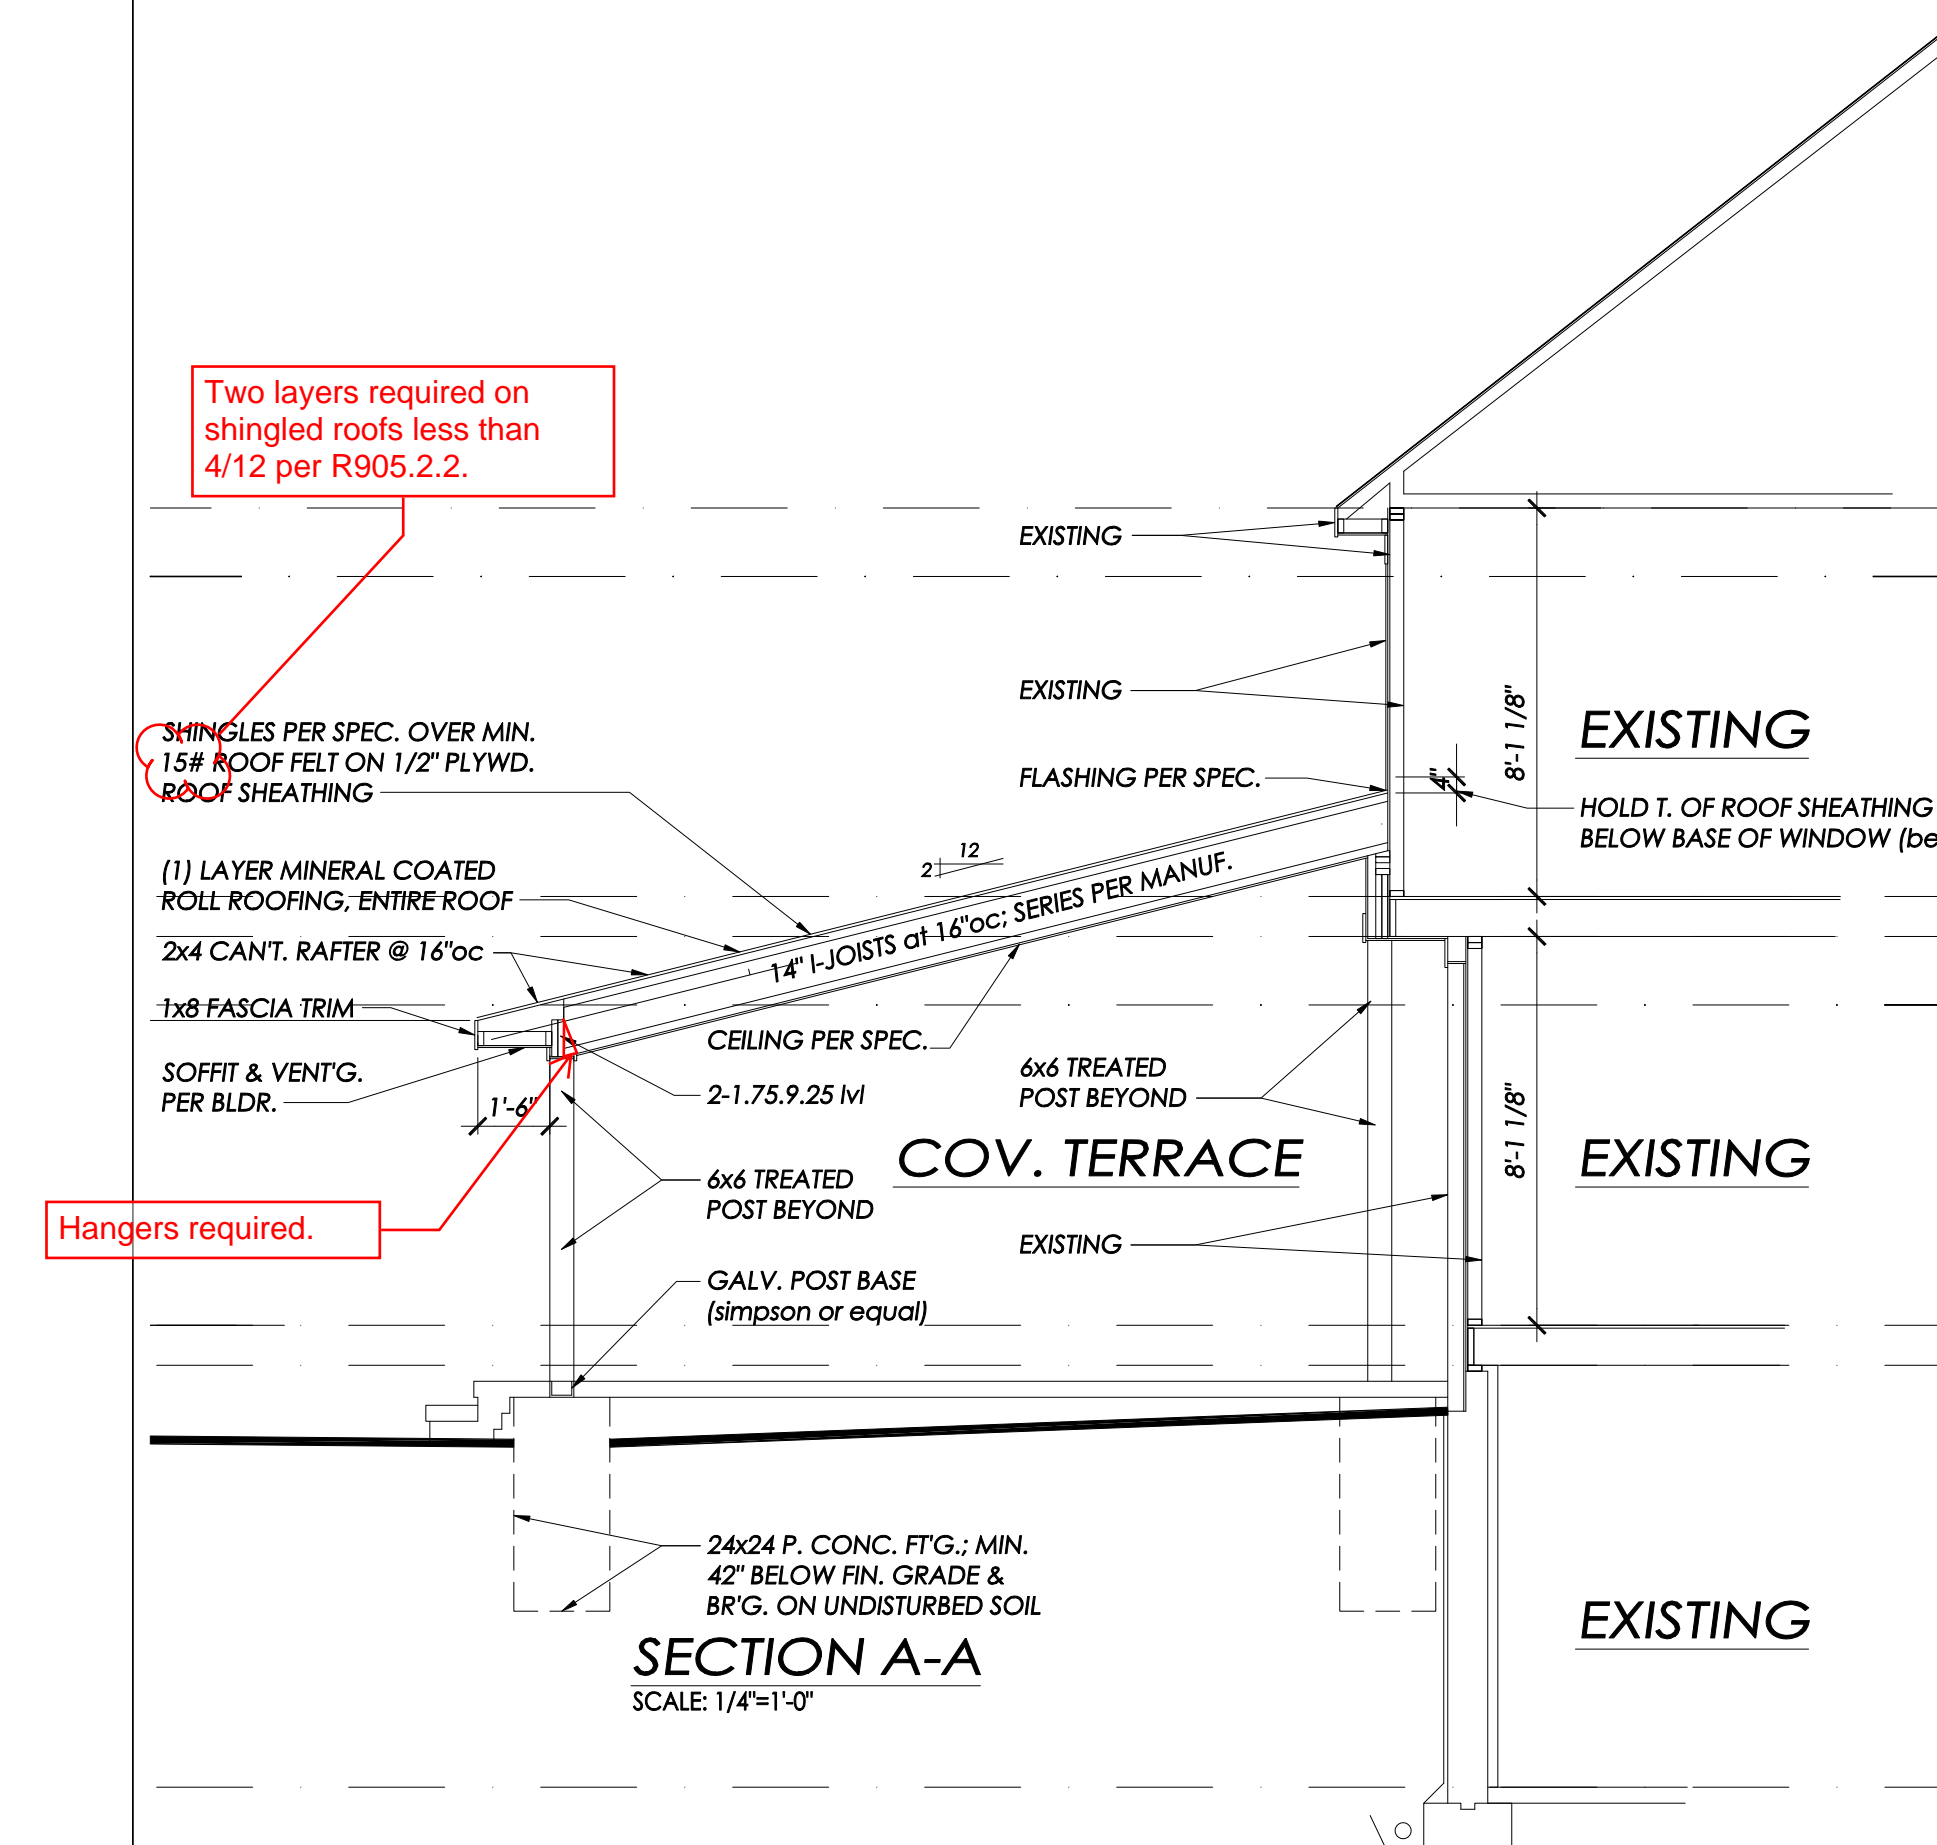 Two layers required on
shingled roofs less than
4/12 per R905.2.2.
EXISTING
EXISTING
8'-1 1/8"
EXISTING
SHINGLES PER SPEC. OVER MIN.
15# ROOF FELT ON 1/2" PLYWD.
ROOF SHEATHING
FLASHING PER SPEC.
4"
HOLD T. OF ROOF SHEATHING
BELOW BASE OF WINDOW (be
12
2
(1) LAYER MINERAL COATED
ROLL ROOFING, ENTIRE ROOF
14" I-JOISTS at 16"oc; SERIES PER MANUF.
2x4 CAN'T. RAFTER @ 16"oc
1x8 FASCIA TRIM
CEILING PER SPEC.
SOFFIT & VENT'G.
PER BLDR.
1'-6"
2-1.75.9.25 lvl
6x6 TREATED
POST BEYOND
8'-1 1/8"
COV. TERRACE
EXISTING
6x6 TREATED
POST BEYOND
Hangers required.
EXISTING
GALV. POST BASE
(simpson or equal)
24x24 P. CONC. FT'G.; MIN.
42" BELOW FIN. GRADE &
BR'G. ON UNDISTURBED SOIL
EXISTING
SECTION A-A
SCALE: 1/4"=1'-0"